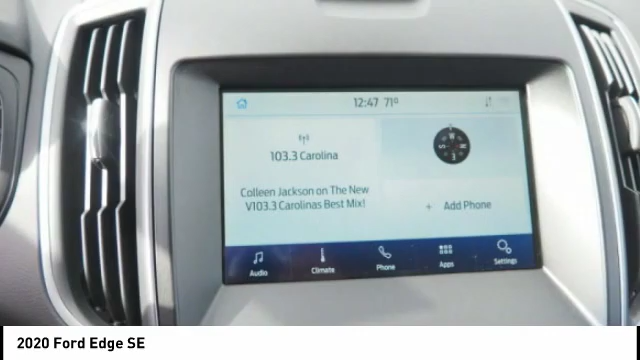 12:47 71°
103.3 Carolina
Colleen Jackson on The New
V103.3 Carolinas Best Mix!
+ Add Phone
Audio Climate Phone Apps Settings
2020 Ford Edge SE